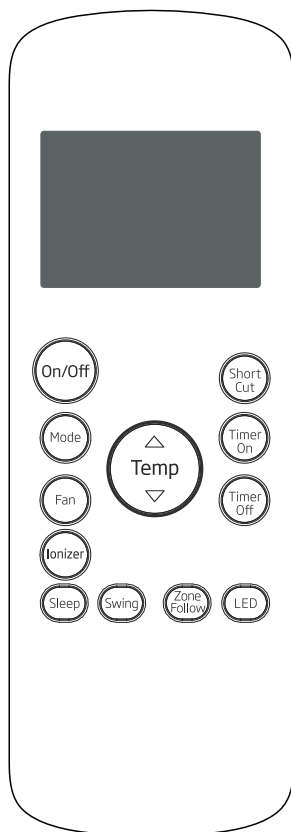 On/Off
Short
Cut
Mode
Temp
Timer
On
Fan
Timer
Off
Ionizer
Sleep
Swing
Zone
Follow
LED